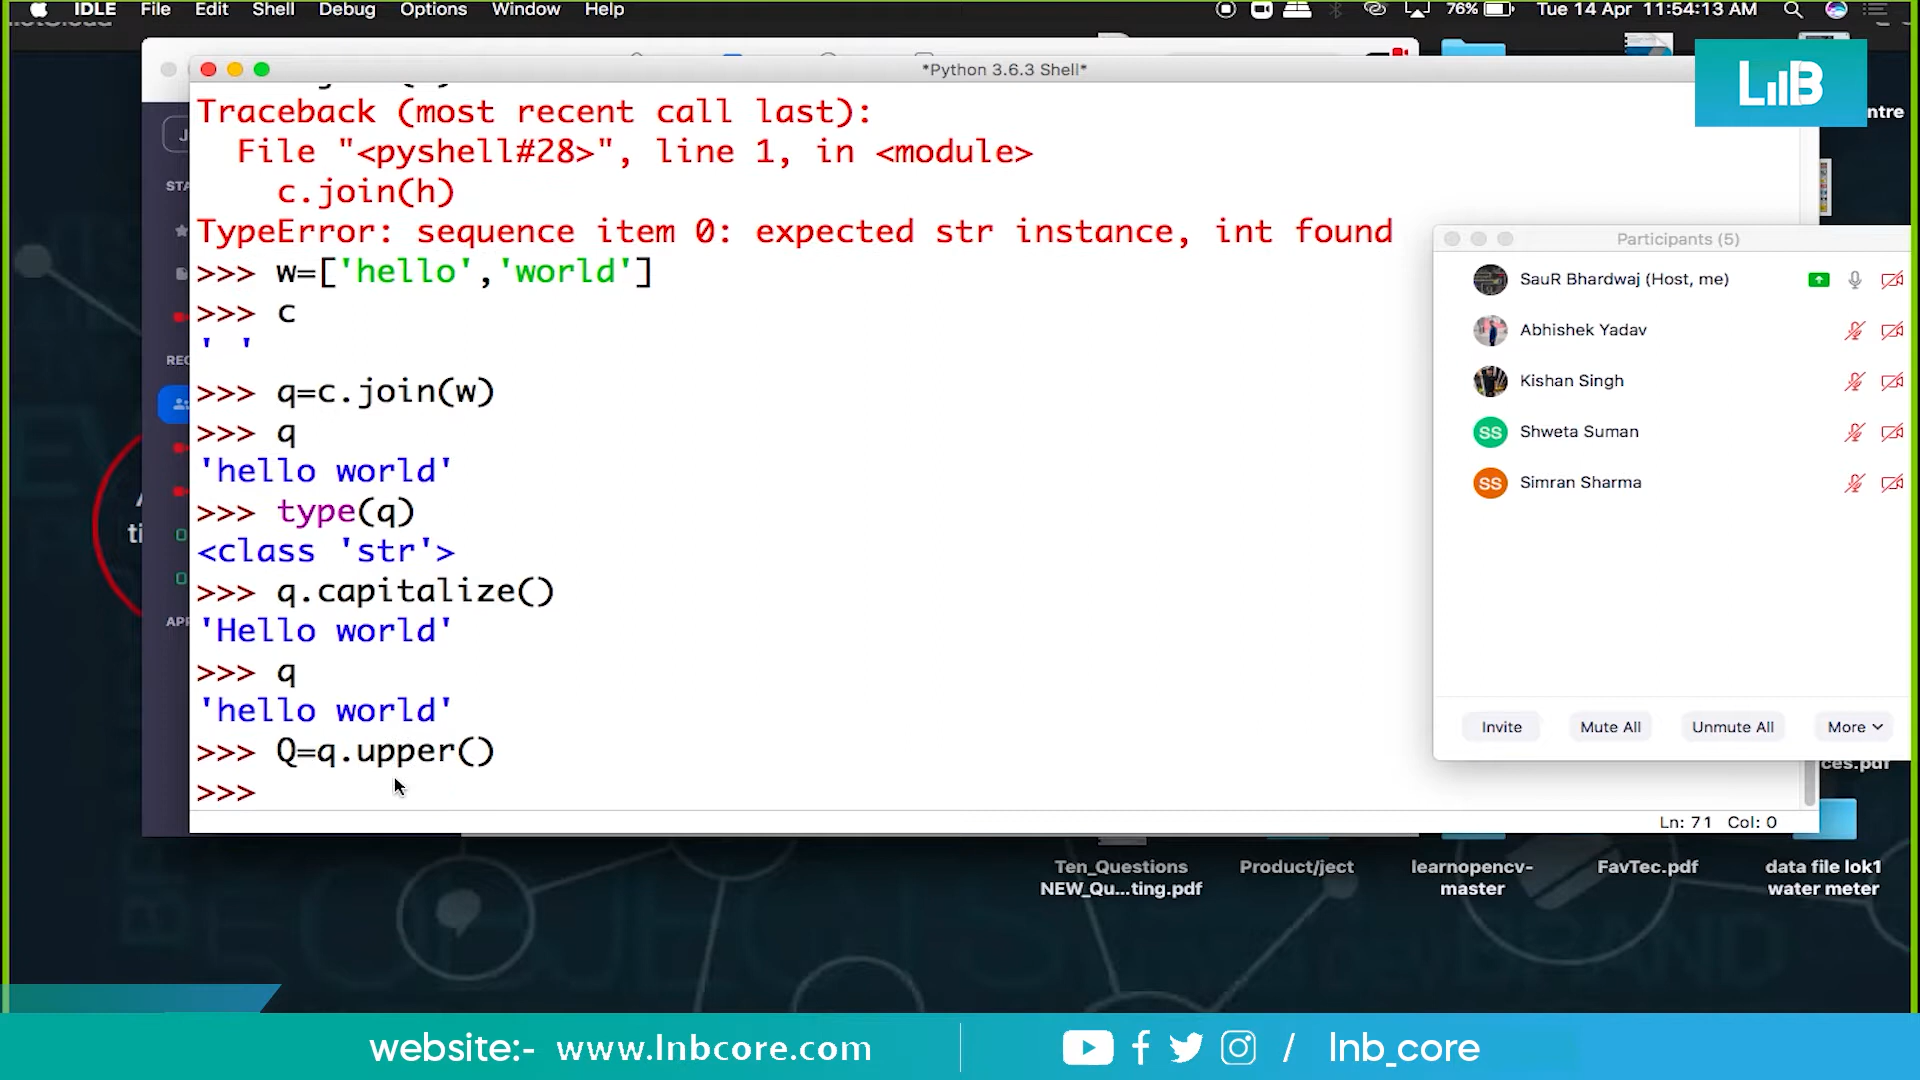 IDLE File Edit Shell Debug Options Window Help 76% Tue 14 Apr 11:54:13 AM
*Python 3.6.3 Shell*
LNB
Traceback (most recent call last):
File "<pyshell#28>", line 1, in <module>
c.join(h)
TypeError: sequence item 0: expected str instance, int found
>>> w=['hello','world']
>>> c
' '
>>> q=c.join(w)
>>> q
'hello world'
>>> type(q)
<class 'str'>
>>> q.capitalize()
'Hello world'
>>> q
'hello world'
>>> Q=q.upper()
>>>
Ln: 71 Col: 0
Participants (5)
SauR Bhardwaj (Host, me)
Abhishek Yadav
Kishan Singh
SS Shweta Suman
SS Simran Sharma
Invite Mute All Unmute All More
ces.pdf
Ten_Questions
NEW_Qu...ting.pdf
Product/ject
learnopencv-
master
FavTec.pdf
data file lok1
water meter
website:- www.lnbcore.com
/ lnb_core